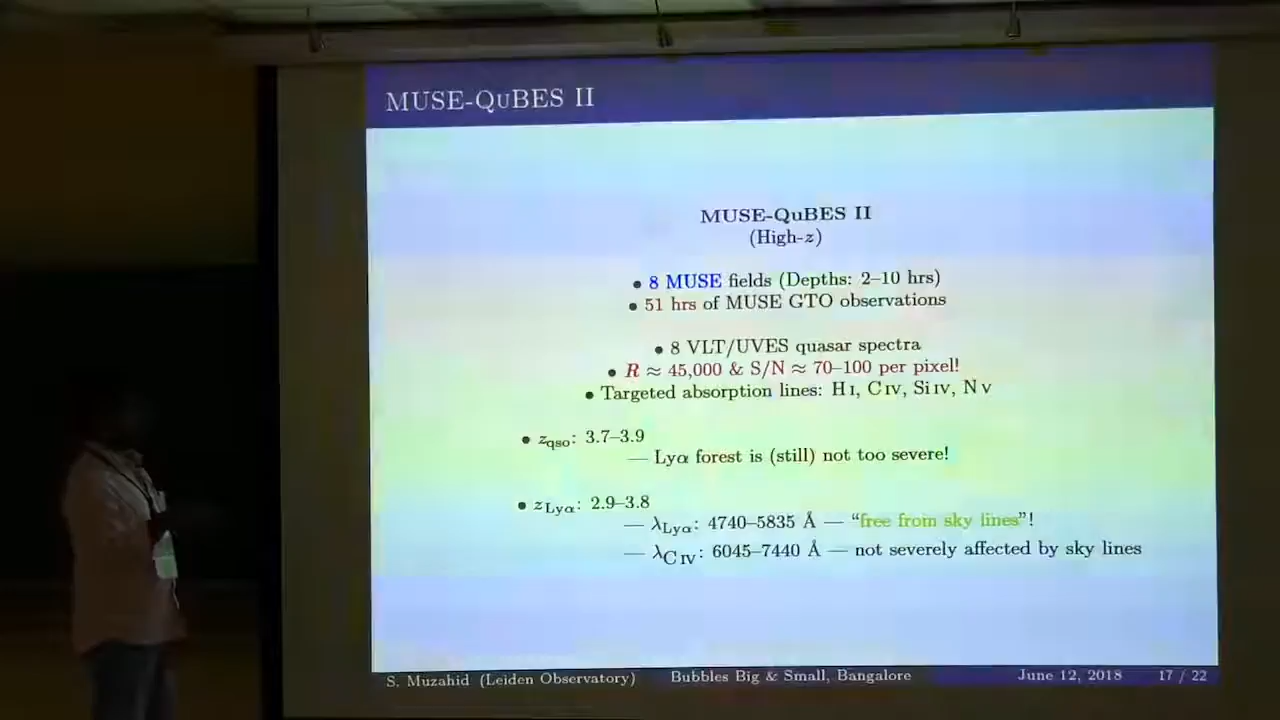 MUSE-QuBES II
MUSE-QuBES II
(High-z)
• 8 MUSE fields (Depths: 2–10 hrs)
• 51 hrs of MUSE GTO observations
• 8 VLT/UVES quasar spectra
• R ≈ 45,000 & S/N ≈ 70–100 per pixel!
• Targeted absorption lines: H I, C IV, Si IV, N V
• z_qso: 3.7–3.9
— Lyα forest is (still) not too severe!
• z_Lyα: 2.9–3.8
— λ_Lyα: 4740–5835 Å — “free from sky lines”!
— λ_C IV: 6045–7440 Å — not severely affected by sky lines
S. Muzahid (Leiden Observatory) Bubbles Big & Small, Bangalore June 12, 2018 17 / 22